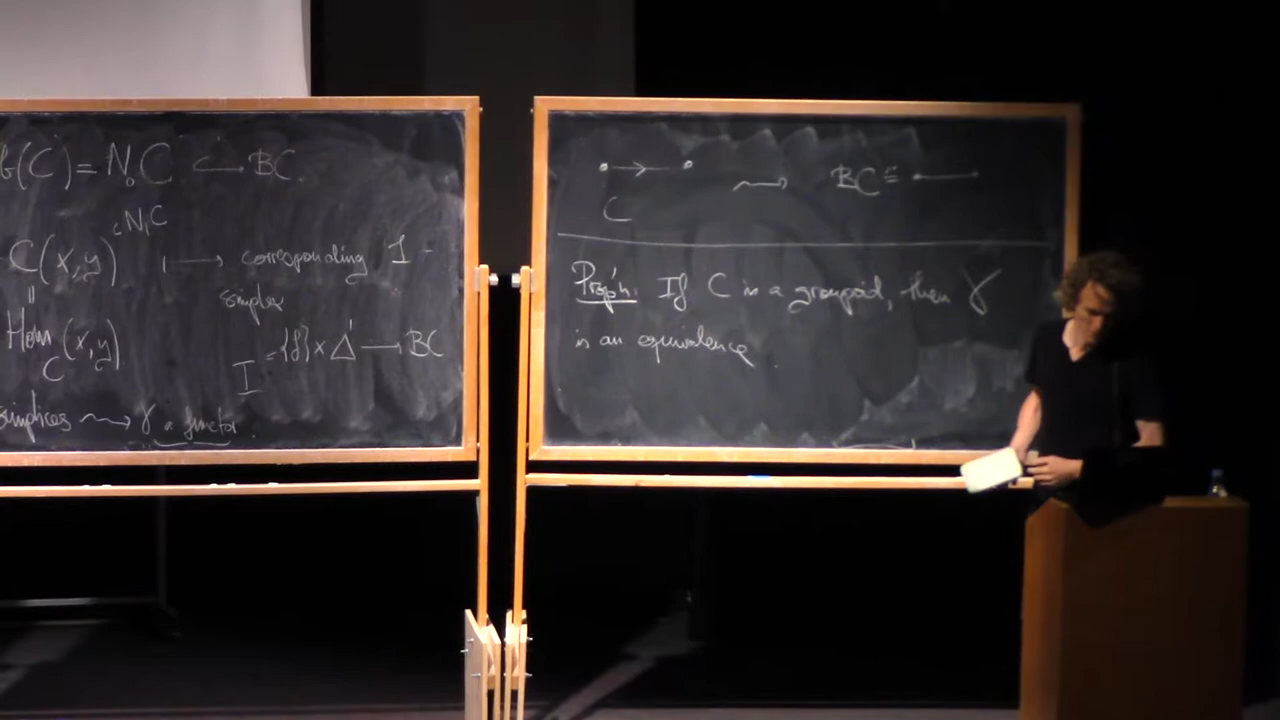 b(C) = N₀C ⟶ BC.
⊂ N₁C
C(x,y) ⟼ corresponding 1-
simplex
"
Hom_C(x,y)
I = {f} × Δ¹ ⟶ BC
simplices ⇝ γ a functor.
• ⟶ • ⇝ BC ≅ •—•
C
Prop'n. If C is a groupoid, then γ
is an equivalence